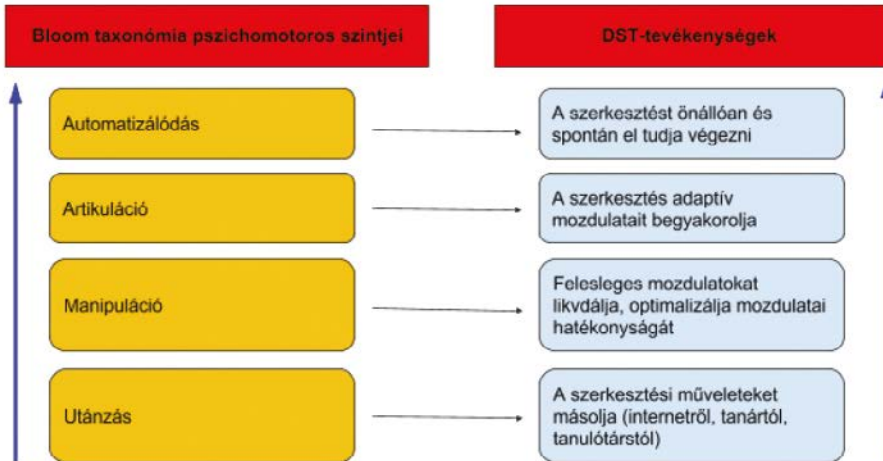 Bloom taxonómia pszichomotoros szintjei
DST-tevékenységek
Automatizálódás
A szerkesztést önállóan és
spontán el tudja végezni
Artikuláció
A szerkesztés adaptív
mozdulatait begyakorolja
Manipuláció
Felesleges mozdulatokat
likvdálja, optimalizálja mozdulatai
hatékonyságát
Utánzás
A szerkesztési műveleteket
másolja (internetről, tanártól,
tanulótárstól)